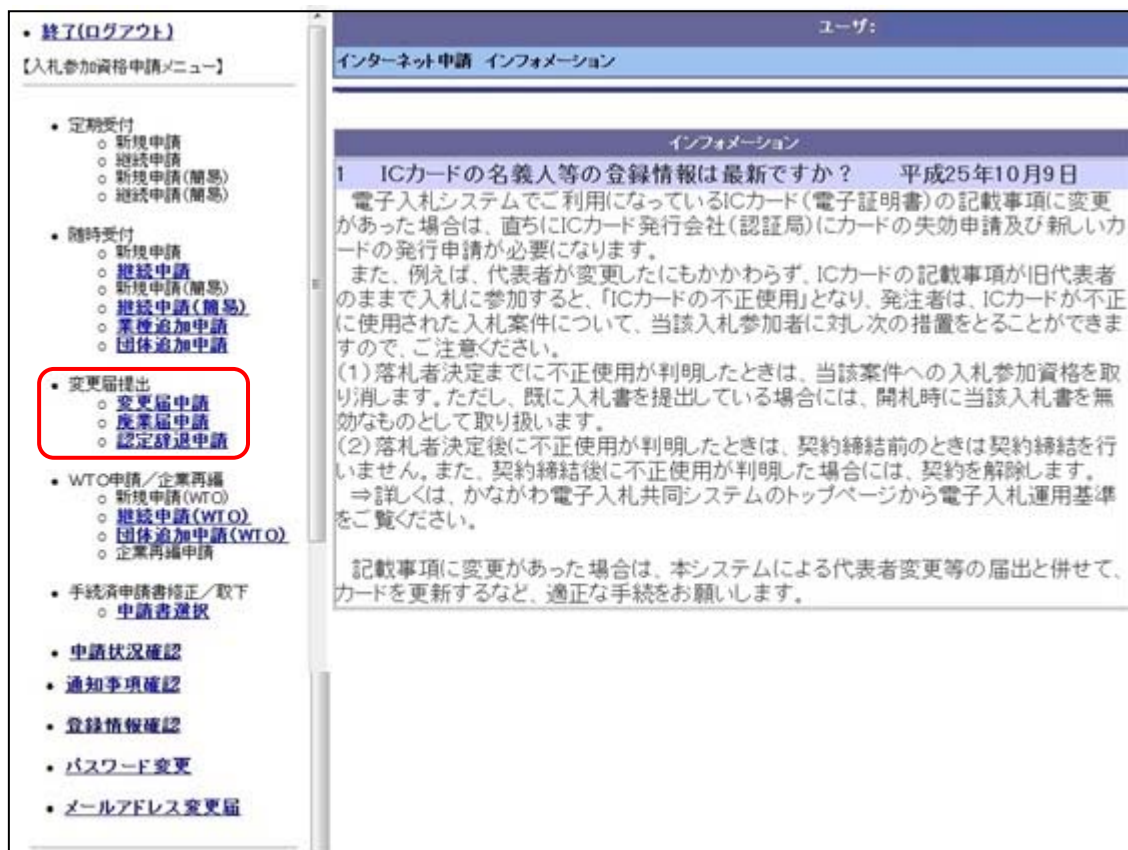 終了(ログアウト)
【入札参加資格申請メニュー】
定期受付
新規申請
継続申請
新規申請(簡易)
継続申請(簡易)
随時受付
新規申請
継続申請
新規申請(簡易)
継続申請(簡易)
業種追加申請
団体追加申請
変更届提出
変更届申請
廃業届申請
認定辞退申請
WTO申請／企業再編
新規申請(WTO)
継続申請(WTO)
団体追加申請(WTO)
企業再編申請
手続済申請書修正／取下
申請書選択
申請状況確認
通知事項確認
登録情報確認
パスワード変更
メールアドレス変更届
ユーザ:
インターネット申請 インフォメーション
インフォメーション
1 ICカードの名義人等の登録情報は最新ですか？ 平成25年10月9日
電子入札システムでご利用になっているICカード(電子証明書)の記載事項に変更
があった場合は、直ちにICカード発行会社(認証局)にカードの失効申請及び新しいカ
ードの発行申請が必要になります。
また、例えば、代表者が変更したにもかかわらず、ICカードの記載事項が旧代表者
のままで入札に参加すると、「ICカードの不正使用」となり、発注者は、ICカードが不正
に使用された入札案件について、当該入札参加者に対し次の措置をとることができま
すので、ご注意ください。
(1)落札者決定までに不正使用が判明したときは、当該案件への入札参加資格を取
り消します。ただし、既に入札書を提出している場合には、開札時に当該入札書を無
効なものとして取り扱います。
(2)落札者決定後に不正使用が判明したときは、契約締結前のときは契約締結を行
いません。また、契約締結後に不正使用が判明した場合には、契約を解除します。
⇒詳しくは、かながわ電子入札共同システムのトップページから電子入札運用基準
をご覧ください。
記載事項に変更があった場合は、本システムによる代表者変更等の届出と併せて、
カードを更新するなど、適正な手続をお願いします。